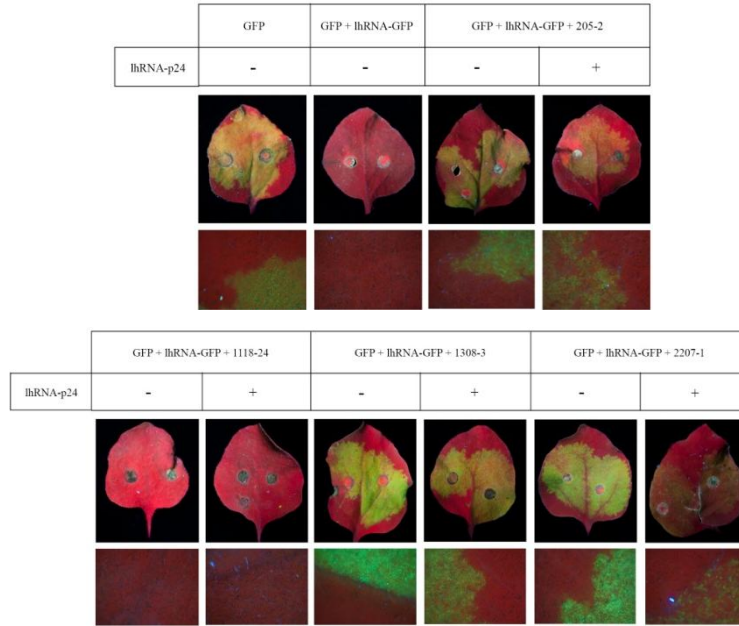 GFP GFP + IhRNA-GFP GFP + IhRNA-GFP + 205-2
IhRNA-p24 - - - +
GFP + IhRNA-GFP + 1118-24 GFP + IhRNA-GFP + 1308-3 GFP + IhRNA-GFP + 2207-1
IhRNA-p24 - + - + - +